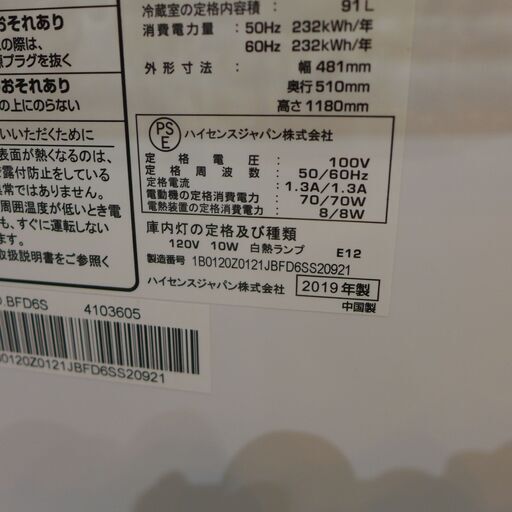 おそれあり
の際は、
源プラグを抜く
おそれあり
の上にのらない
いいただくために
表面が熱くなるのは、
露付防止をしている
異常ではありません。
周囲温度が低いとき電
も、すぐに運転しない
ります。
取扱説明書をご参照く
冷蔵室の定格内容積： 91L
消費電力量： 50Hz 232kWh/年
60Hz 232kWh/年
外形寸法： 幅 481mm
奥行 510mm
高さ 1180mm
PS
E
ハイセンスジャパン株式会社
定格電圧： 100V
定格周波数： 50/60Hz
定格電流： 1.3A/1.3A
電動機の定格消費電力： 70/70W
電熱装置の定格消費電力： 8/8W
庫内灯の定格及び種類
120V 10W 白熱ランプ E12
製造番号：1B0120Z0121JBFD6SS20921
ハイセンスジャパン株式会社 2019年製
中国製
.BFD6S 4103605
0120Z0121JBFD6SS20921